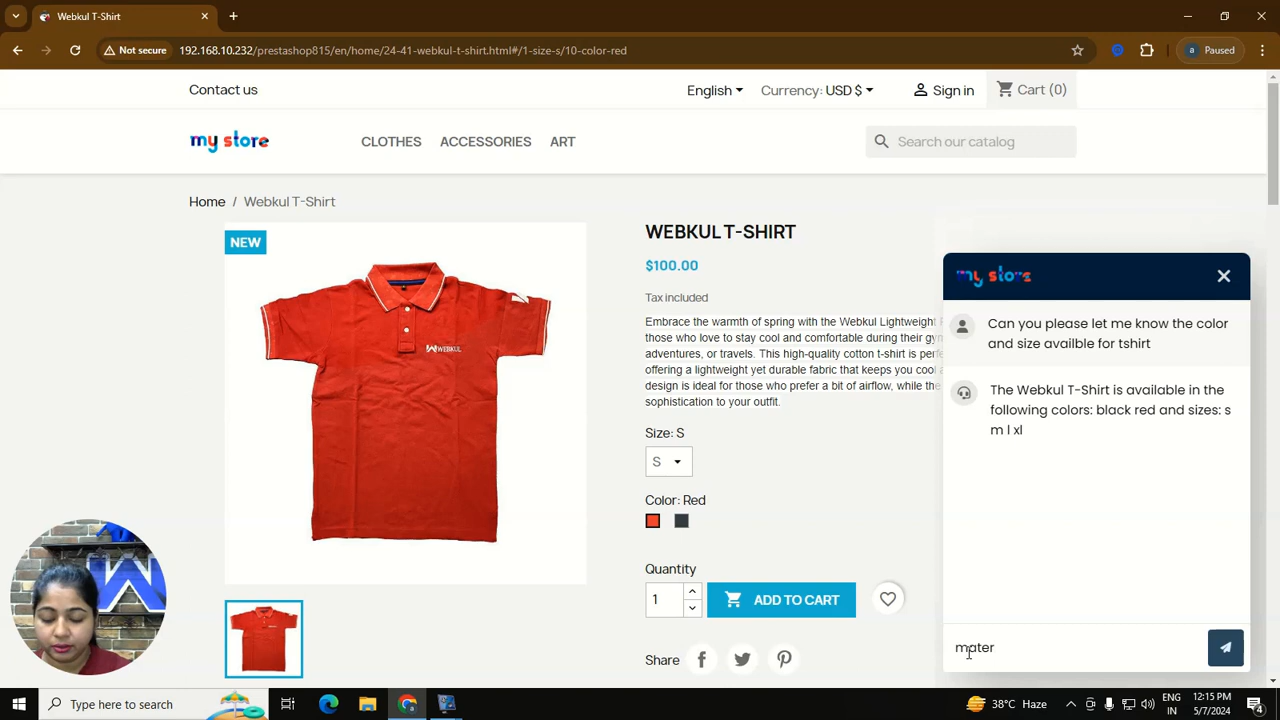 Webkul T-Shirt
Not secure
192.168.10.232/prestashop815/en/home/24-41-webkul-t-shirt.html#/1-size-s/10-color-red
a Paused
Contact us
English
Currency: USD $
Sign in
Cart (0)
my store
CLOTHES
ACCESSORIES
ART
Search our catalog
Home / Webkul T-Shirt
NEW
WEBKUL
WEBKUL T-SHIRT
$100.00
Tax included
Embrace the warmth of spring with the Webkul Lightweight
those who love to stay cool and comfortable during their gym
adventures, or travels. This high-quality cotton t-shirt is perfe
offering a lightweight yet durable fabric that keeps you cool a
design is ideal for those who prefer a bit of airflow, while the
sophistication to your outfit.
Size: S
S
Color: Red
Quantity
1
ADD TO CART
Share
my store
Can you please let me know the color
and size availble for tshirt
The Webkul T-Shirt is available in the
following colors: black red and sizes: s
m l xl
mater
Type here to search
38°C Haze
ENG
IN
12:15 PM
5/7/2024
4